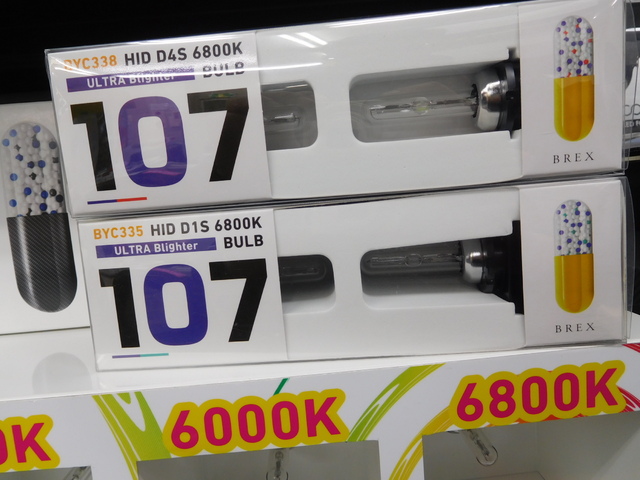 BYC338 HID D4S 6800K
ULTRA Blighter BULB
107
BREX
BYC335 HID D1S 6800K
ULTRA Blighter BULB
107
BREX
0K 6000K 6800K